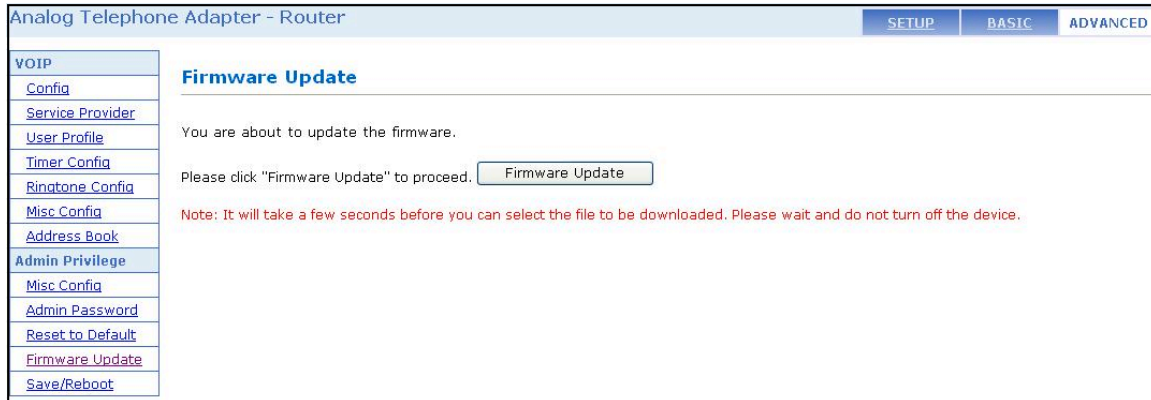 Analog Telephone Adapter - Router
SETUP
BASIC
ADVANCED
VOIP
Config
Service Provider
User Profile
Timer Config
Ringtone Config
Misc Config
Address Book
Admin Privilege
Misc Config
Admin Password
Reset to Default
Firmware Update
Save/Reboot
Firmware Update
You are about to update the firmware.
Please click "Firmware Update" to proceed. Firmware Update
Note: It will take a few seconds before you can select the file to be downloaded. Please wait and do not turn off the device.